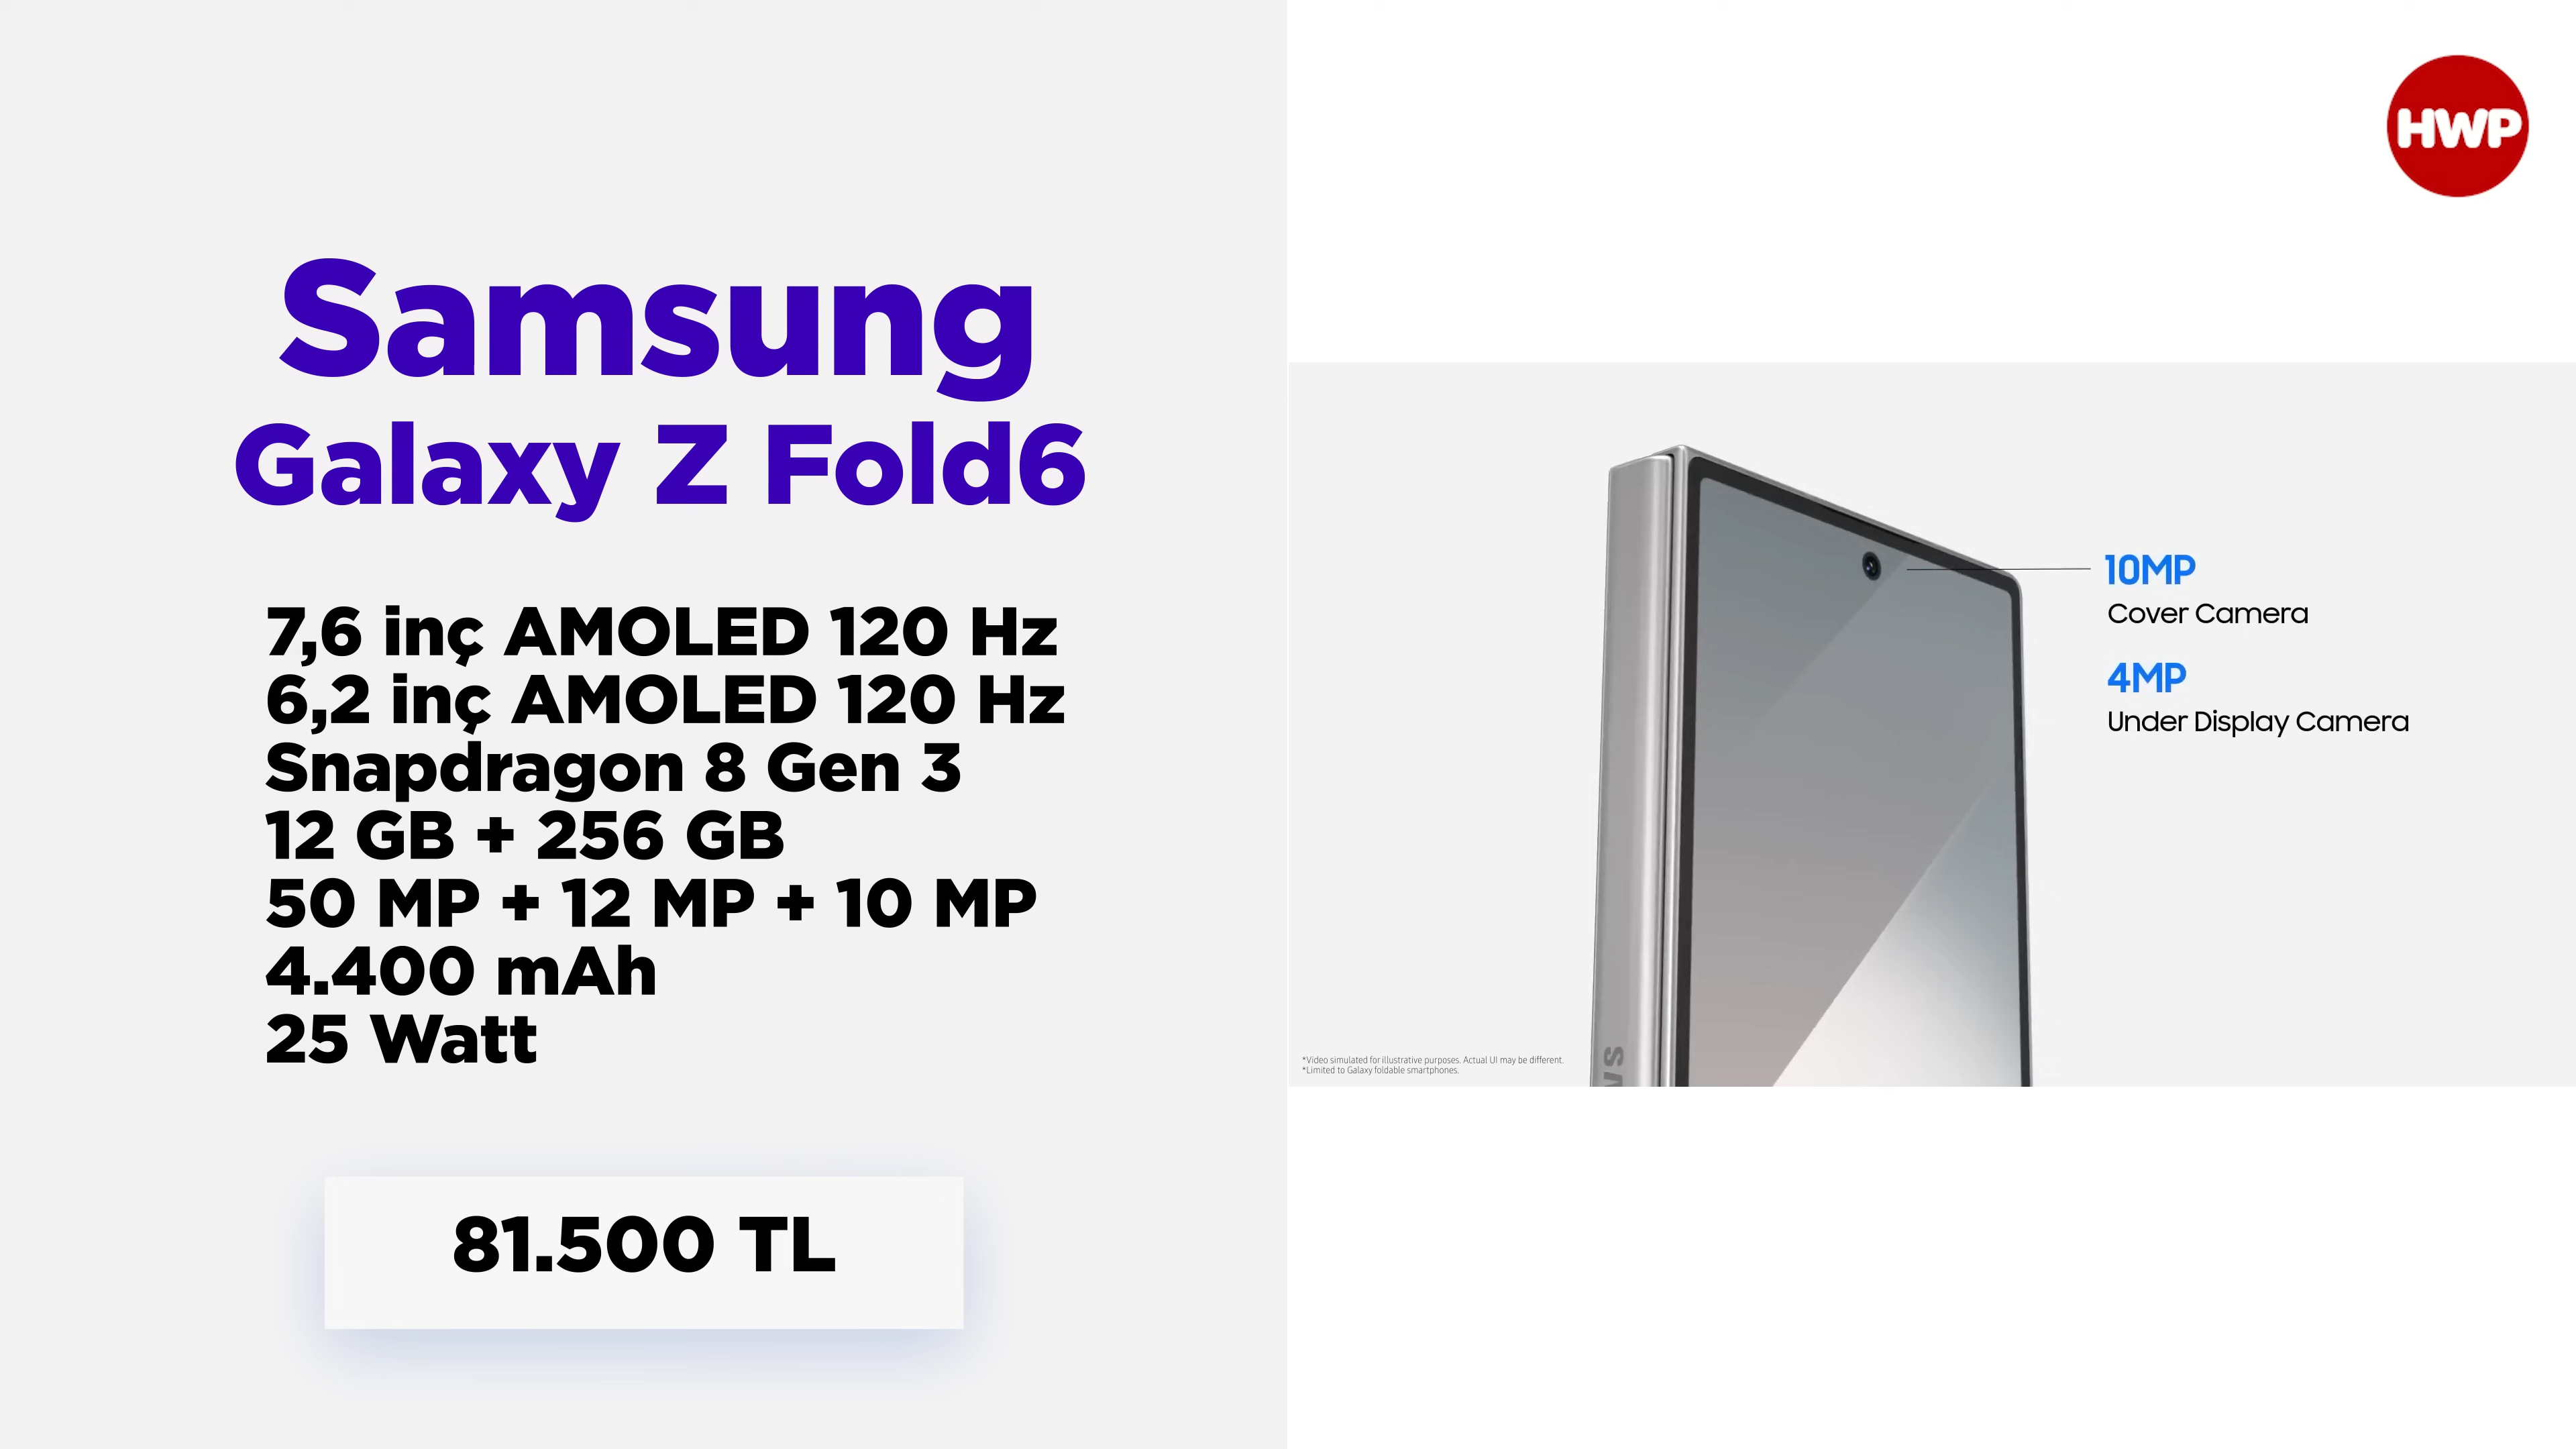 HWP
Samsung
Galaxy Z Fold6
7,6 inç AMOLED 120 Hz
6,2 inç AMOLED 120 Hz
Snapdragon 8 Gen 3
12 GB + 256 GB
50 MP + 12 MP + 10 MP
4.400 mAh
25 Watt
81.500 TL
10MP
Cover Camera
4MP
Under Display Camera
*Video simulated for illustrative purposes. Actual UI may be different.
*Limited to Galaxy foldable smartphones.